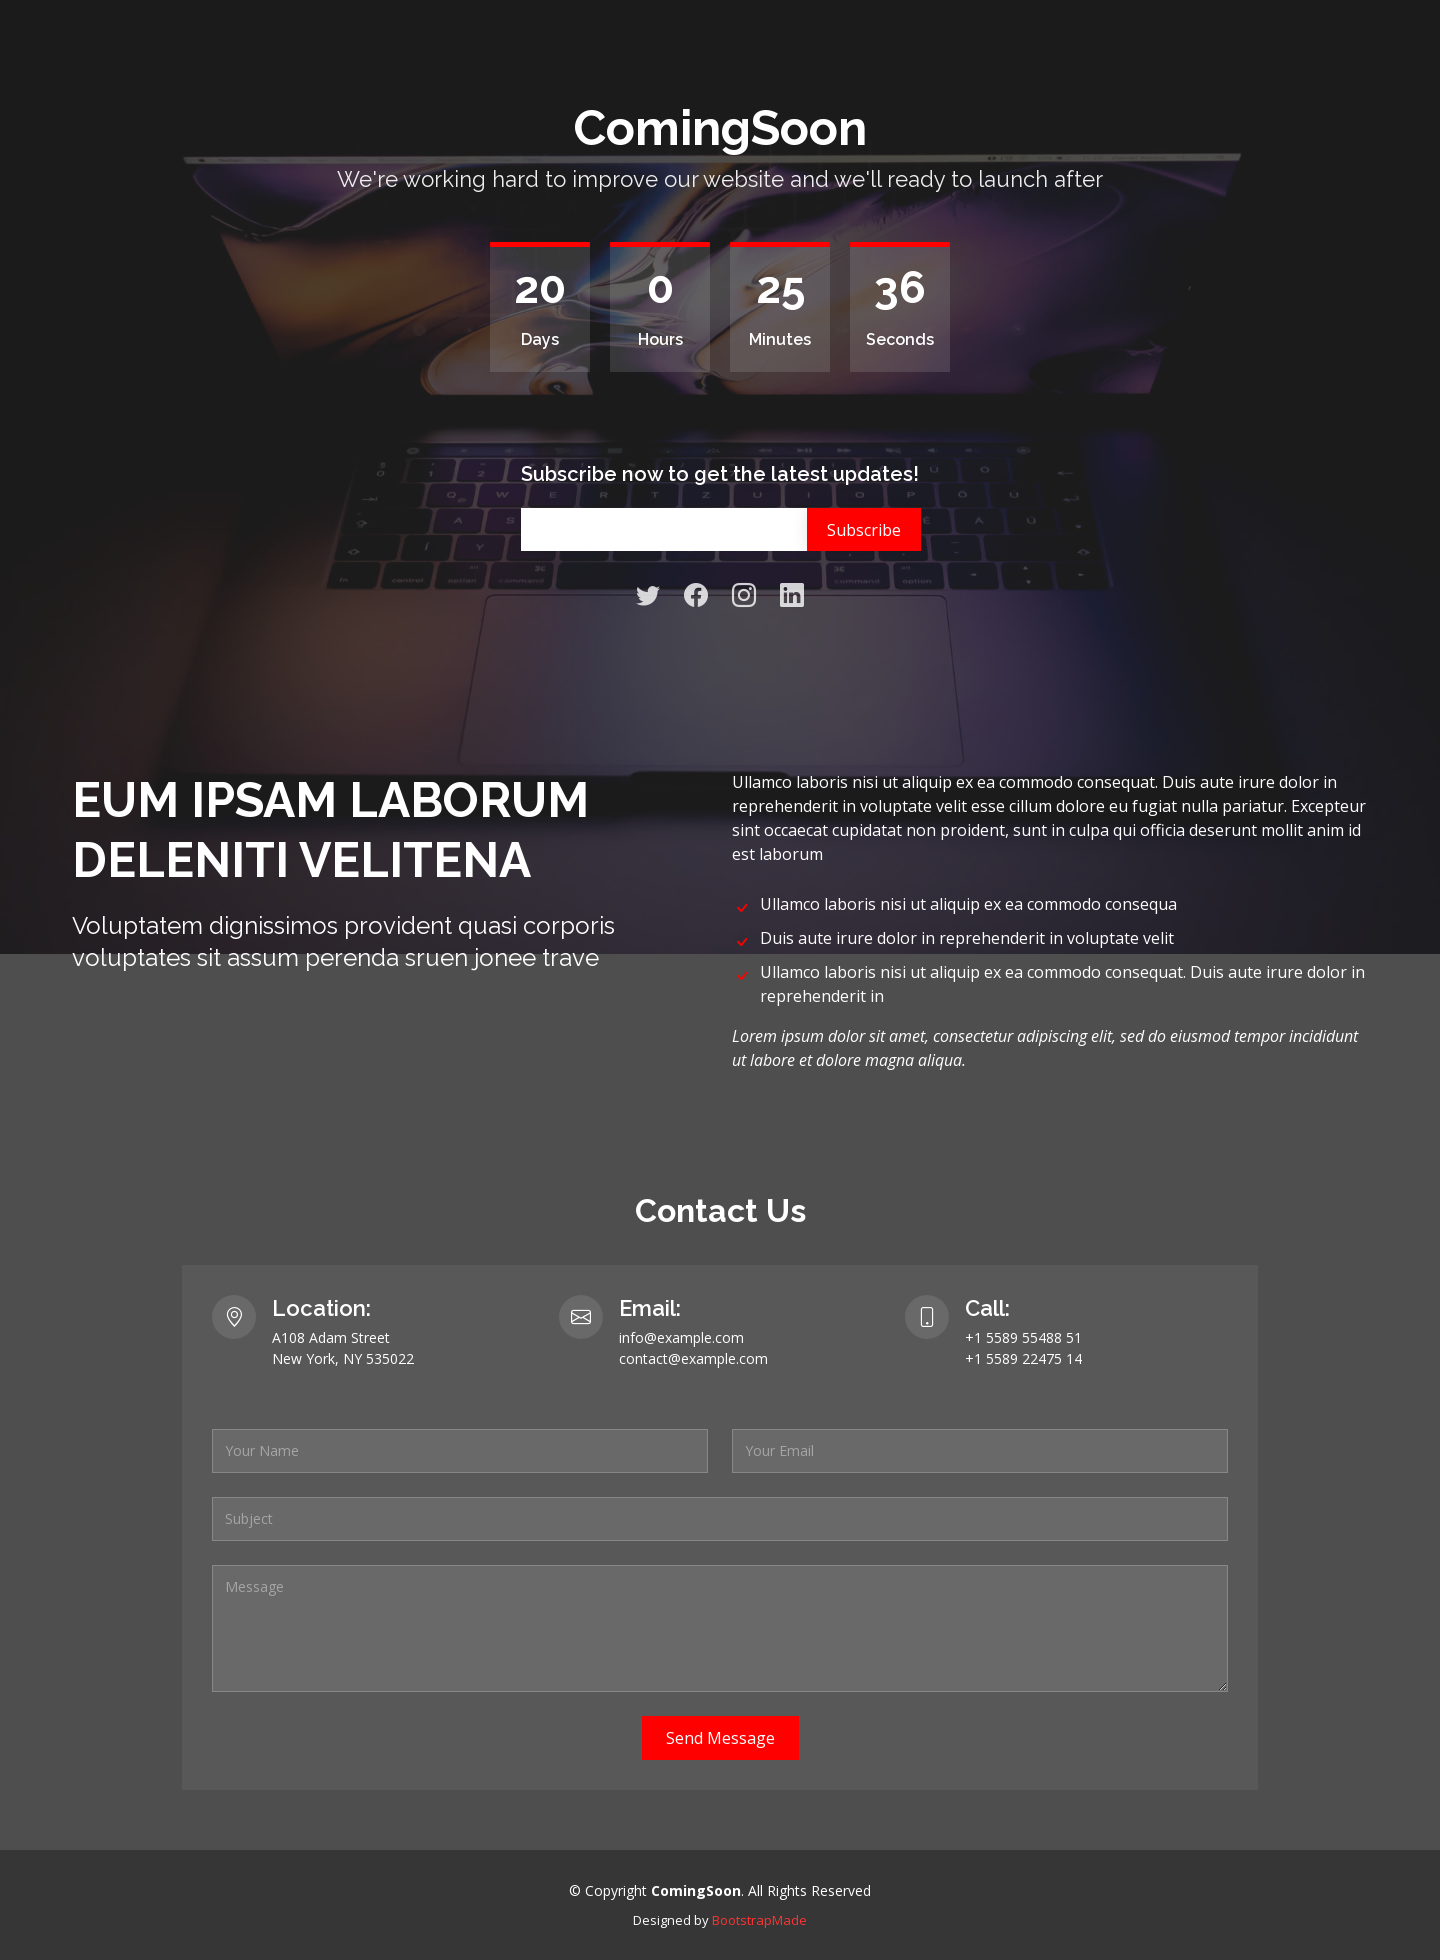 ComingSoon
We're working hard to improve our website and we'll ready to launch after
20 0 25 36
Days Hours Minutes Seconds
Subscribe now to get the latest updates!
Subscribe
EUM IPSAM LABORUM
DELENITI VELITENA
Voluptatem dignissimos provident quasi corporis
voluptates sit assum perenda sruen jonee trave
Ullamco laboris nisi ut aliquip ex ea commodo consequat. Duis aute irure dolor in
reprehenderit in voluptate velit esse cillum dolore eu fugiat nulla pariatur. Excepteur
sint occaecat cupidatat non proident, sunt in culpa qui officia deserunt mollit anim id
est laborum
Ullamco laboris nisi ut aliquip ex ea commodo consequa
Duis aute irure dolor in reprehenderit in voluptate velit
Ullamco laboris nisi ut aliquip ex ea commodo consequat. Duis aute irure dolor in
reprehenderit in
Lorem ipsum dolor sit amet, consectetur adipiscing elit, sed do eiusmod tempor incididunt
ut labore et dolore magna aliqua.
Contact Us
Location:
A108 Adam Street
New York, NY 535022
Email:
info@example.com
contact@example.com
Call:
+1 5589 55488 51
+1 5589 22475 14
Your Name
Your Email
Subject
Message
Send Message
© Copyright ComingSoon. All Rights Reserved
Designed by BootstrapMade